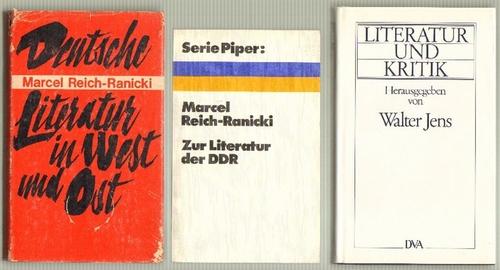 Deutsche
Marcel Reich-Ranicki
Literatur
in West
und Ost
Serie Piper:
Marcel
Reich-Ranicki
Zur Literatur
der DDR
LITERATUR
UND
KRITIK
Herausgegeben
von
Walter Jens
DVA